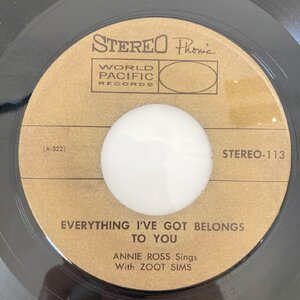 STEREO Phonic
WORLD
PACIFIC
RECORDS
(A-522)
STEREO-113
EVERYTHING I'VE GOT BELONGS
TO YOU
ANNIE ROSS Sings
With ZOOT SIMS